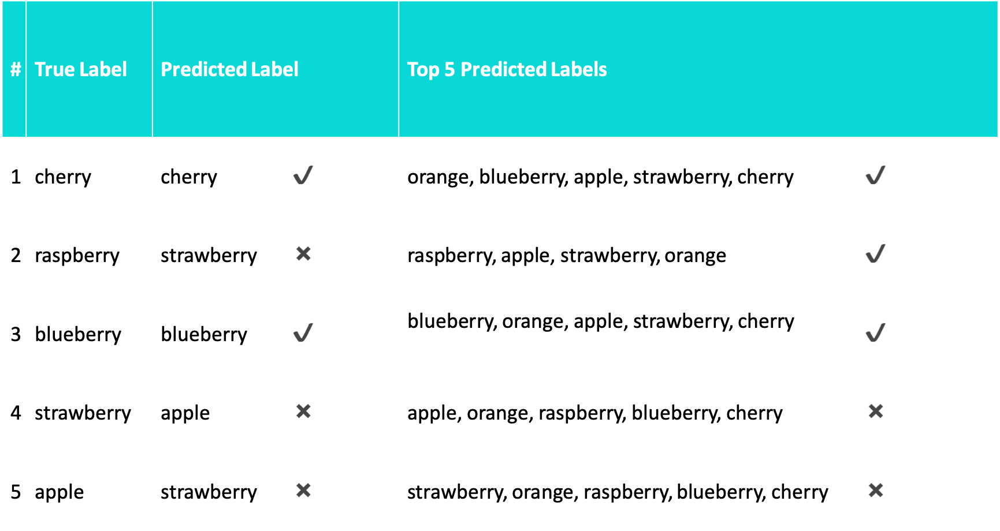 # True Label Predicted Label Top 5 Predicted Labels
1 cherry cherry ✔ orange, blueberry, apple, strawberry, cherry ✔
2 raspberry strawberry ✖ raspberry, apple, strawberry, orange ✔
3 blueberry blueberry ✔ blueberry, orange, apple, strawberry, cherry ✔
4 strawberry apple ✖ apple, orange, raspberry, blueberry, cherry ✖
5 apple strawberry ✖ strawberry, orange, raspberry, blueberry, cherry ✖